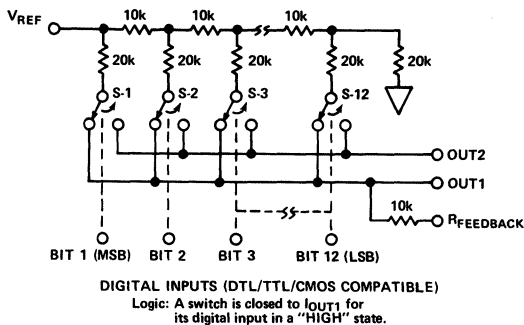 VREF
10k 10k 10k
20k 20k 20k 20k 20k
S-1 S-2 S-3 S-12
OUT2
OUT1
10k
RFEEDBACK
BIT 1 (MSB) BIT 2 BIT 3 BIT 12 (LSB)
DIGITAL INPUTS (DTL/TTL/CMOS COMPATIBLE)
Logic: A switch is closed to IOUT1 for
its digital input in a "HIGH" state.